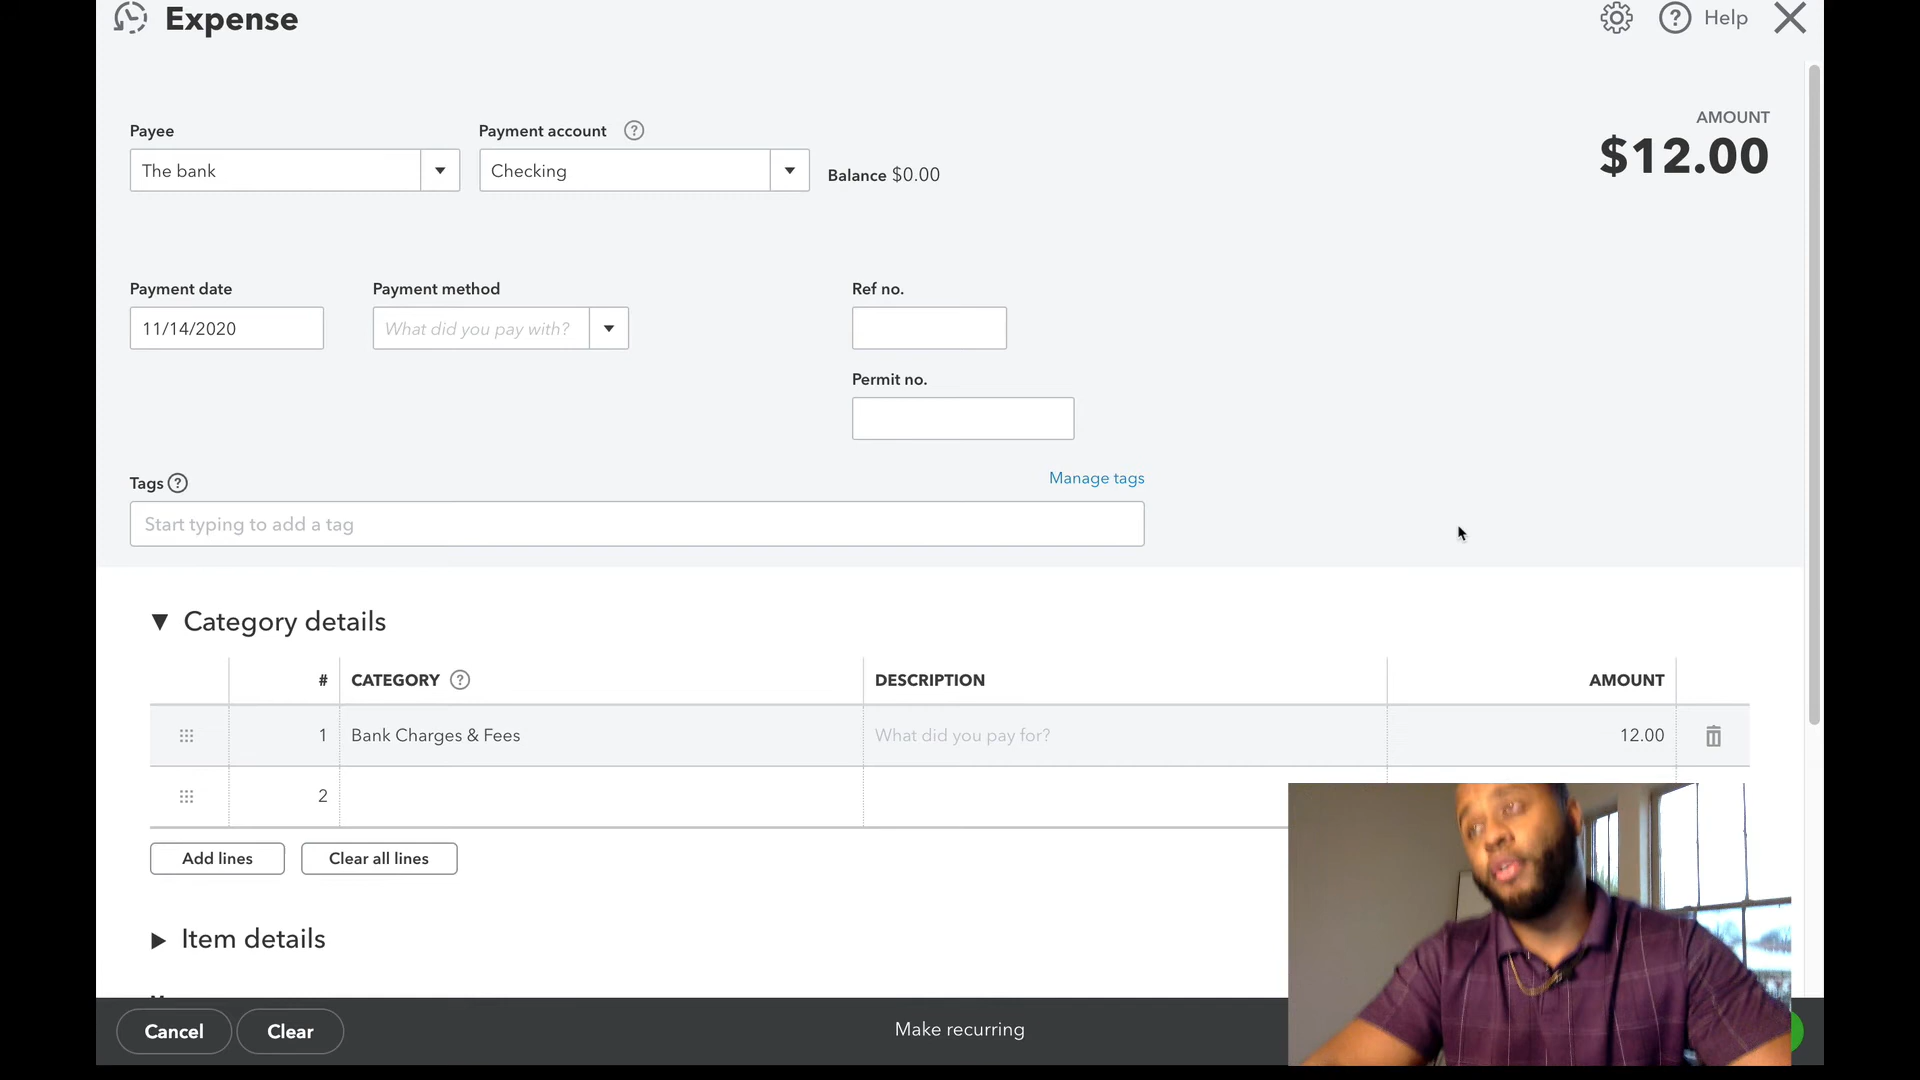 Expense
Help
Payee
Payment account ?
AMOUNT
$12.00
The bank
Checking
Balance $0.00
Payment date
Payment method
Ref no.
11/14/2020
What did you pay with?
Permit no.
Tags ?
Manage tags
Start typing to add a tag
Category details
# CATEGORY ? DESCRIPTION AMOUNT
1 Bank Charges & Fees What did you pay for? 12.00
2
Add lines
Clear all lines
Item details
Cancel
Clear
Make recurring